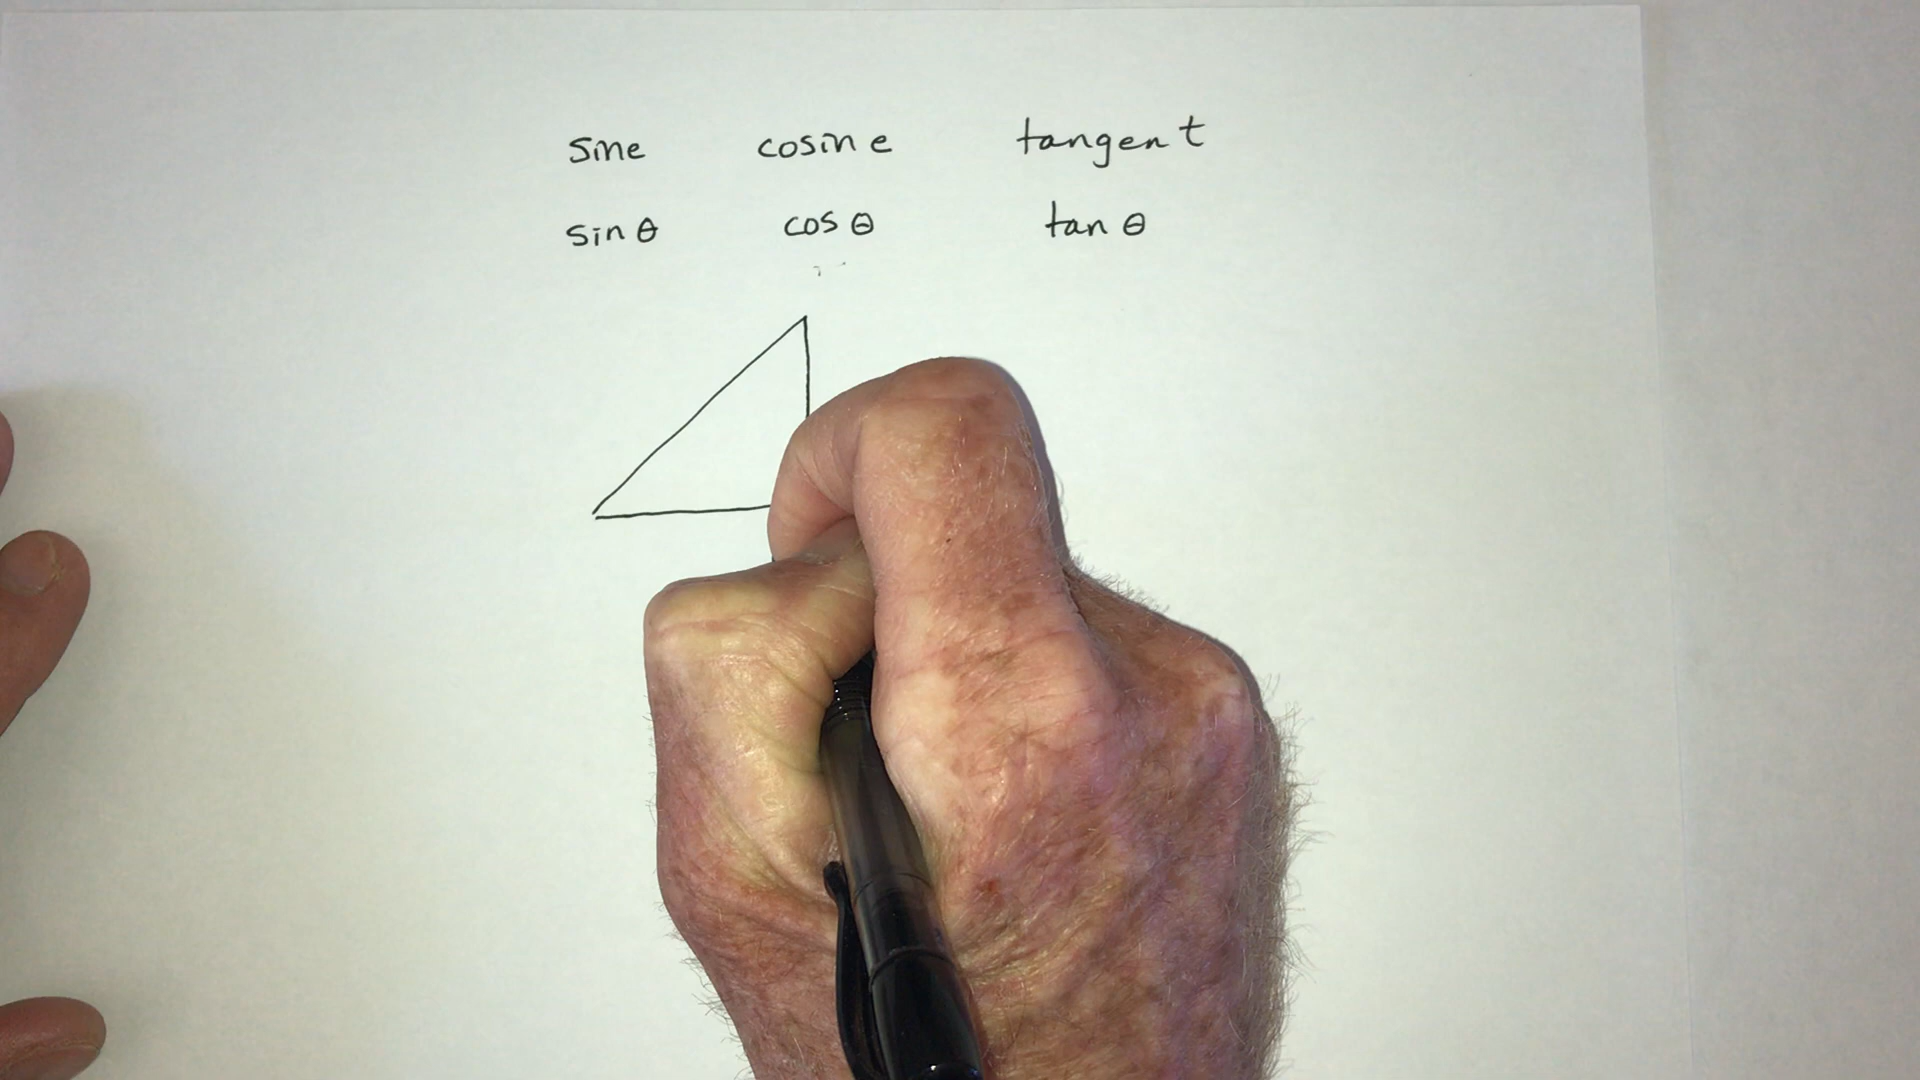 sine cosine tangent
sin θ cos θ tan θ